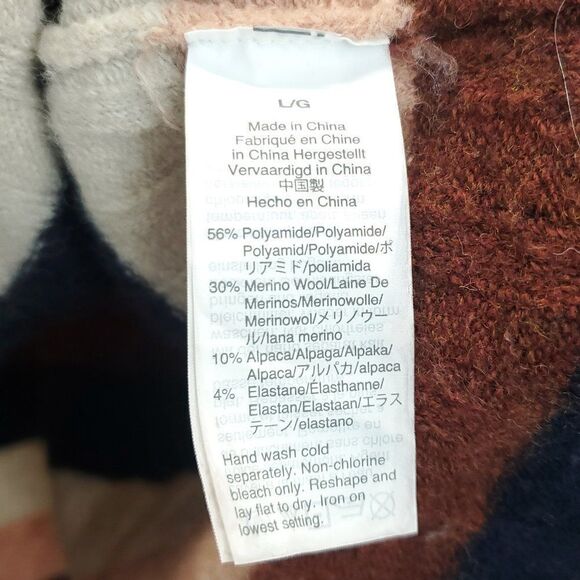 L/G
Made in China
Fabriqué en Chine
in China Hergestellt
Vervaardigd in China
中国製
Hecho en China
56% Polyamide/Polyamide/
Polyamid/Polyamide/ポ
リアミド/poliamida
30% Merino Wool/Laine De
Merinos/Merinowolle/
Merinowol/メリノウー
ル/lana merino
10% Alpaca/Alpaga/Alpaka/
Alpaca/アルパカ/alpaca
4% Elastane/Élasthanne/
Elastan/Elastaan/エラス
テーン/elastano
Hand wash cold
separately. Non-chlorine
bleach only. Reshape and
lay flat to dry. Iron on
lowest setting.